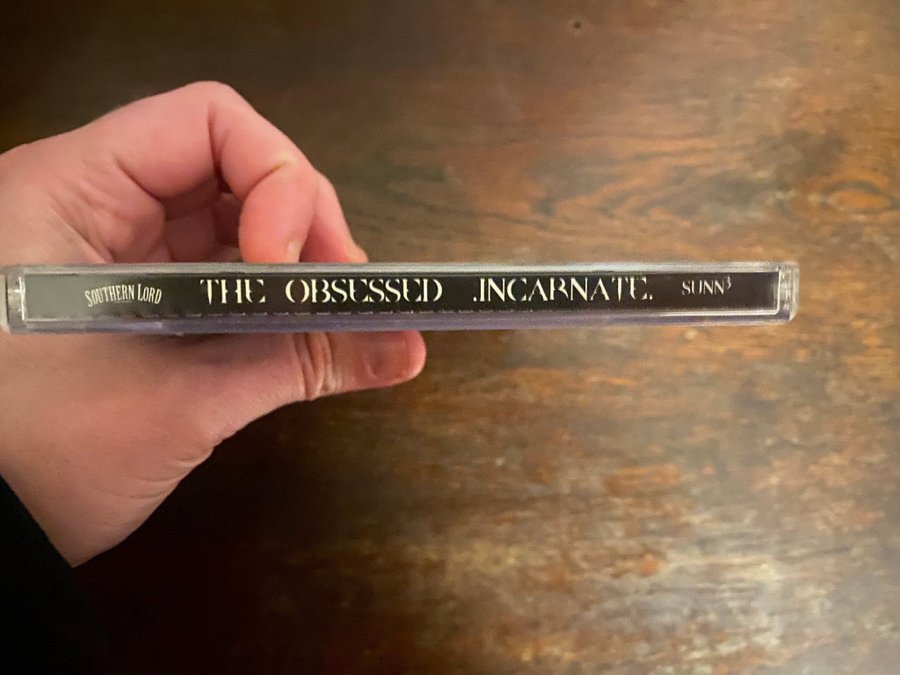 SOUTHERN LORD THE OBSESSED .INCARNATE. SUNN³